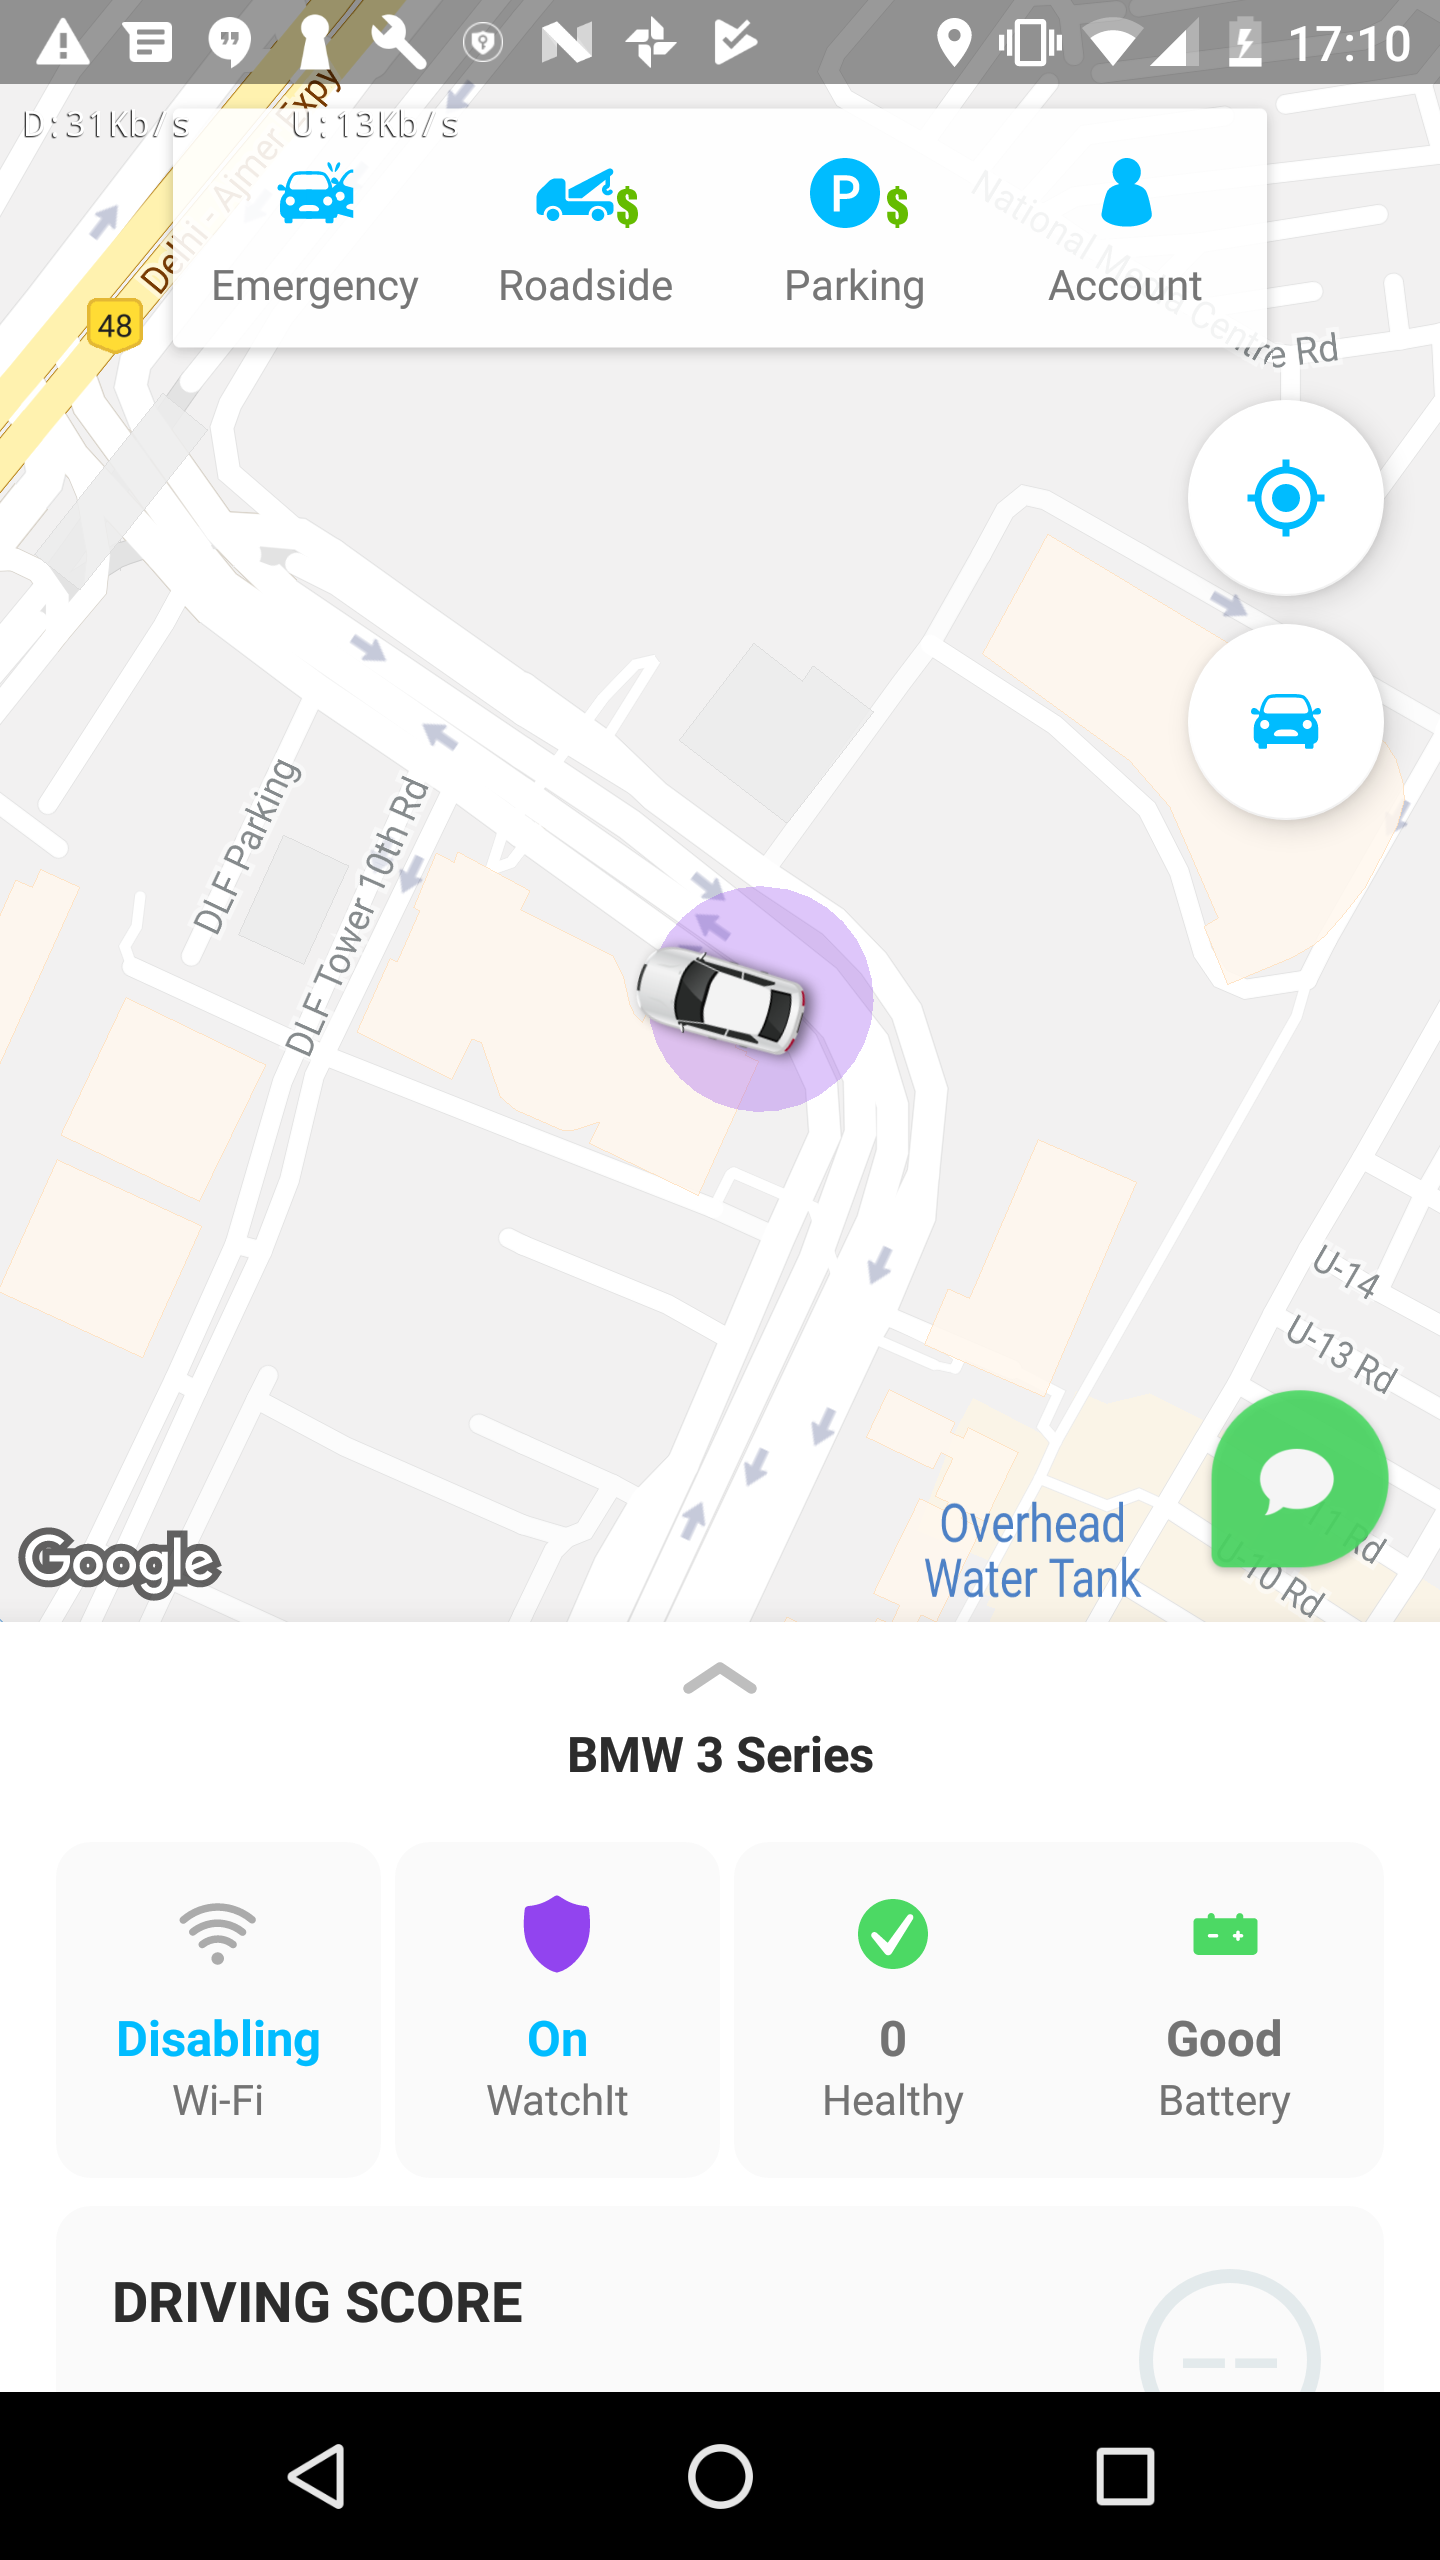 17:10
D:31Kb/s U:13Kb/s
Delhi - Ajmer Expy
48
Emergency
Roadside
P
$
$
Parking
Account
National Media Centre Rd
DLF Parking
DLF Tower 10th Rd
U-14
U-13 Rd
11 Rd
U-10 Rd
Overhead
Water Tank
Google
BMW 3 Series
Disabling
Wi-Fi
On
WatchIt
0
Healthy
Good
Battery
DRIVING SCORE
--